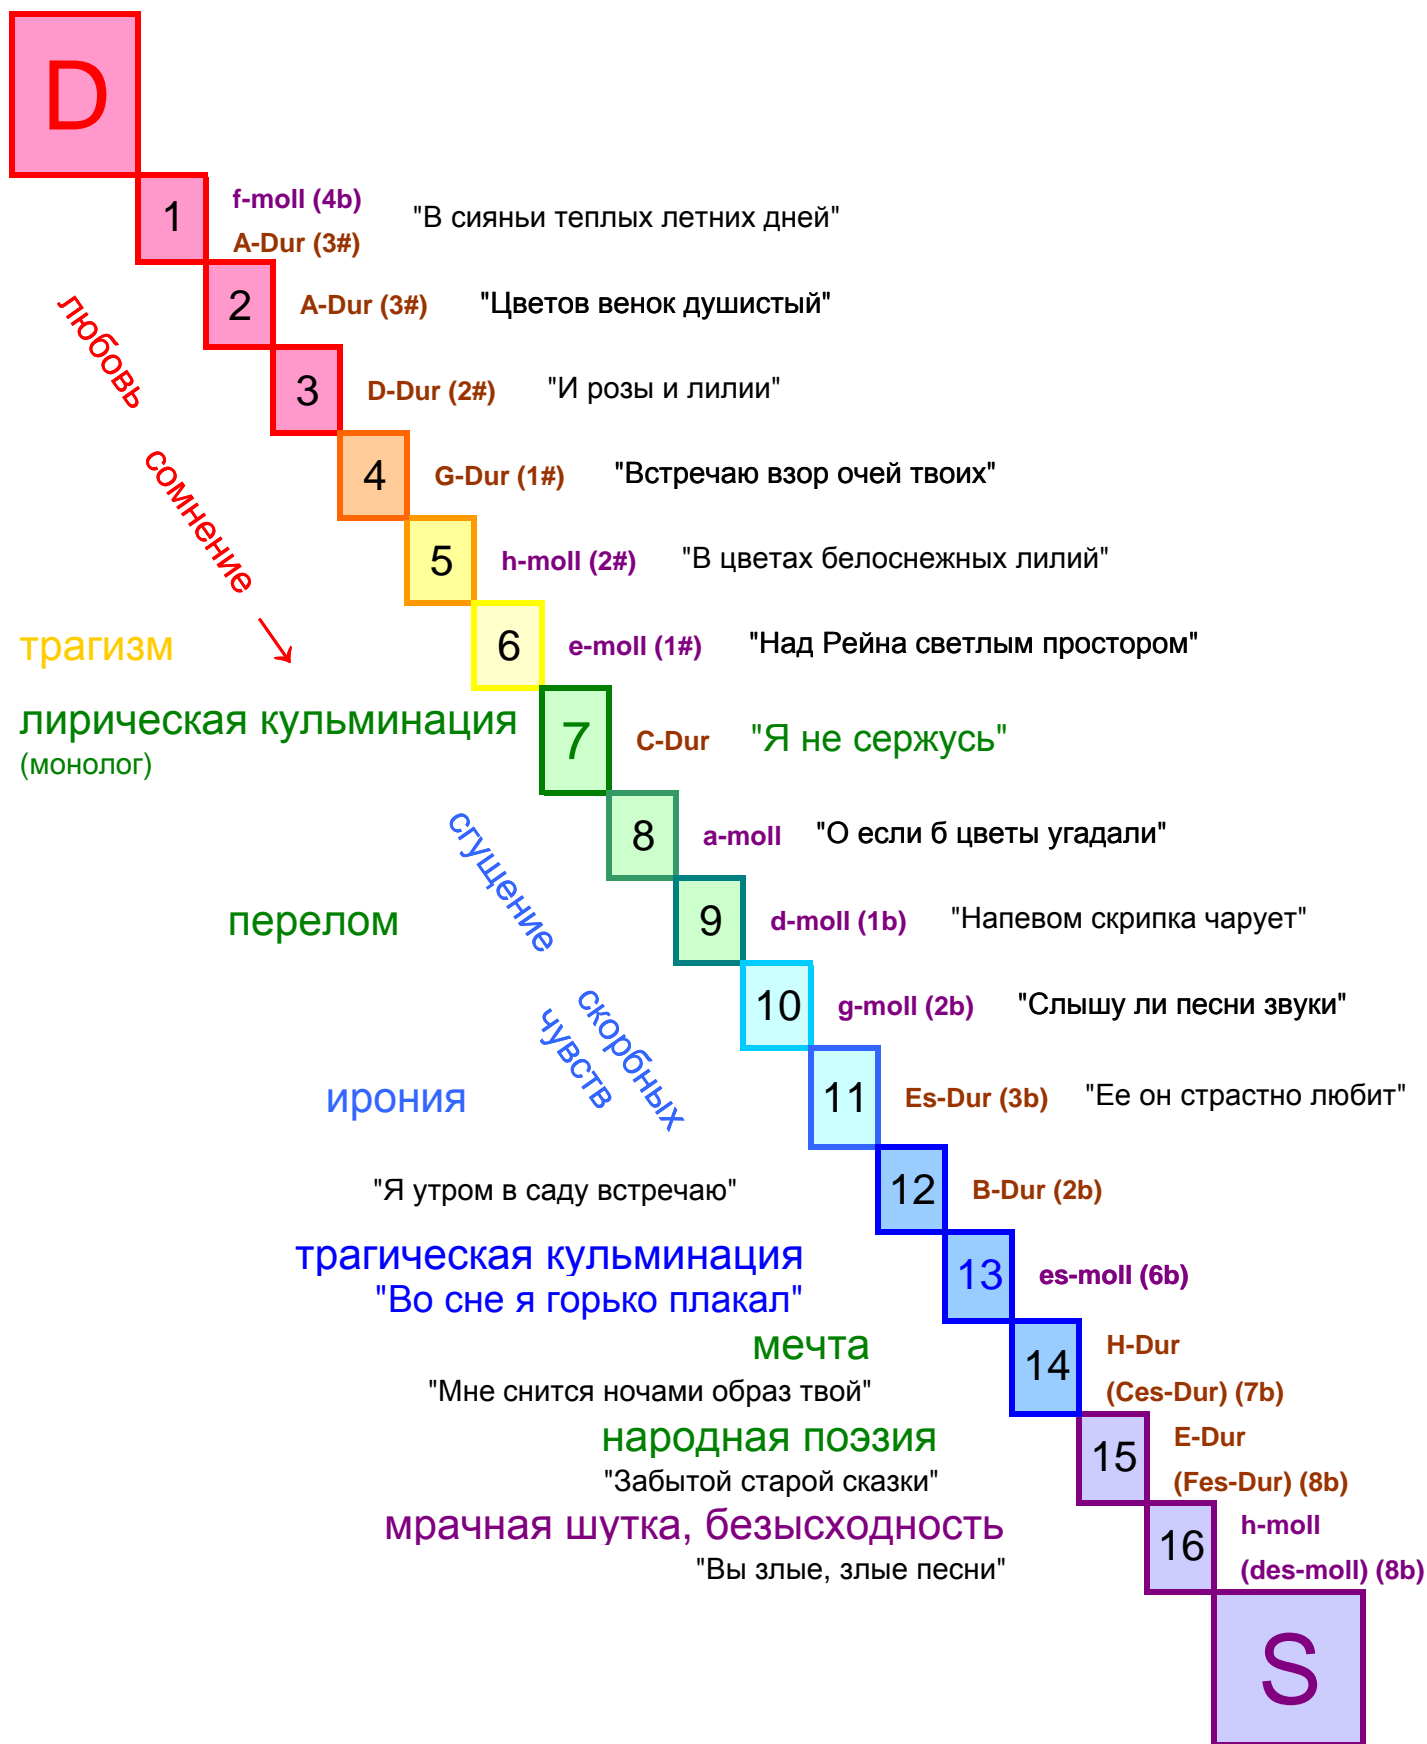 D
1
f-moll (4b)
A-Dur (3#)
"В сияньи теплых летних дней"
2
A-Dur (3#)
"Цветов венок душистый"
любовь
3
D-Dur (2#)
"И розы и лилии"
сомнение
4
G-Dur (1#)
"Встречаю взор очей твоих"
5
h-moll (2#)
"В цветах белоснежных лилий"
трагизм
6
e-moll (1#)
"Над Рейна светлым простором"
лирическая кульминация
(монолог)
7
C-Dur
"Я не сержусь"
8
a-moll
"О если б цветы угадали"
сгущение
перелом
9
d-moll (1b)
"Напевом скрипка чарует"
скорбных
чувств
10
g-moll (2b)
"Слышу ли песни звуки"
ирония
11
Es-Dur (3b)
"Ее он страстно любит"
"Я утром в саду встречаю"
12
B-Dur (2b)
трагическая кульминация
"Во сне я горько плакал"
13
es-moll (6b)
мечта
"Мне снится ночами образ твой"
14
H-Dur
(Ces-Dur) (7b)
народная поэзия
"Забытой старой сказки"
15
E-Dur
(Fes-Dur) (8b)
мрачная шутка, безысходность
"Вы злые, злые песни"
16
h-moll
(des-moll) (8b)
S